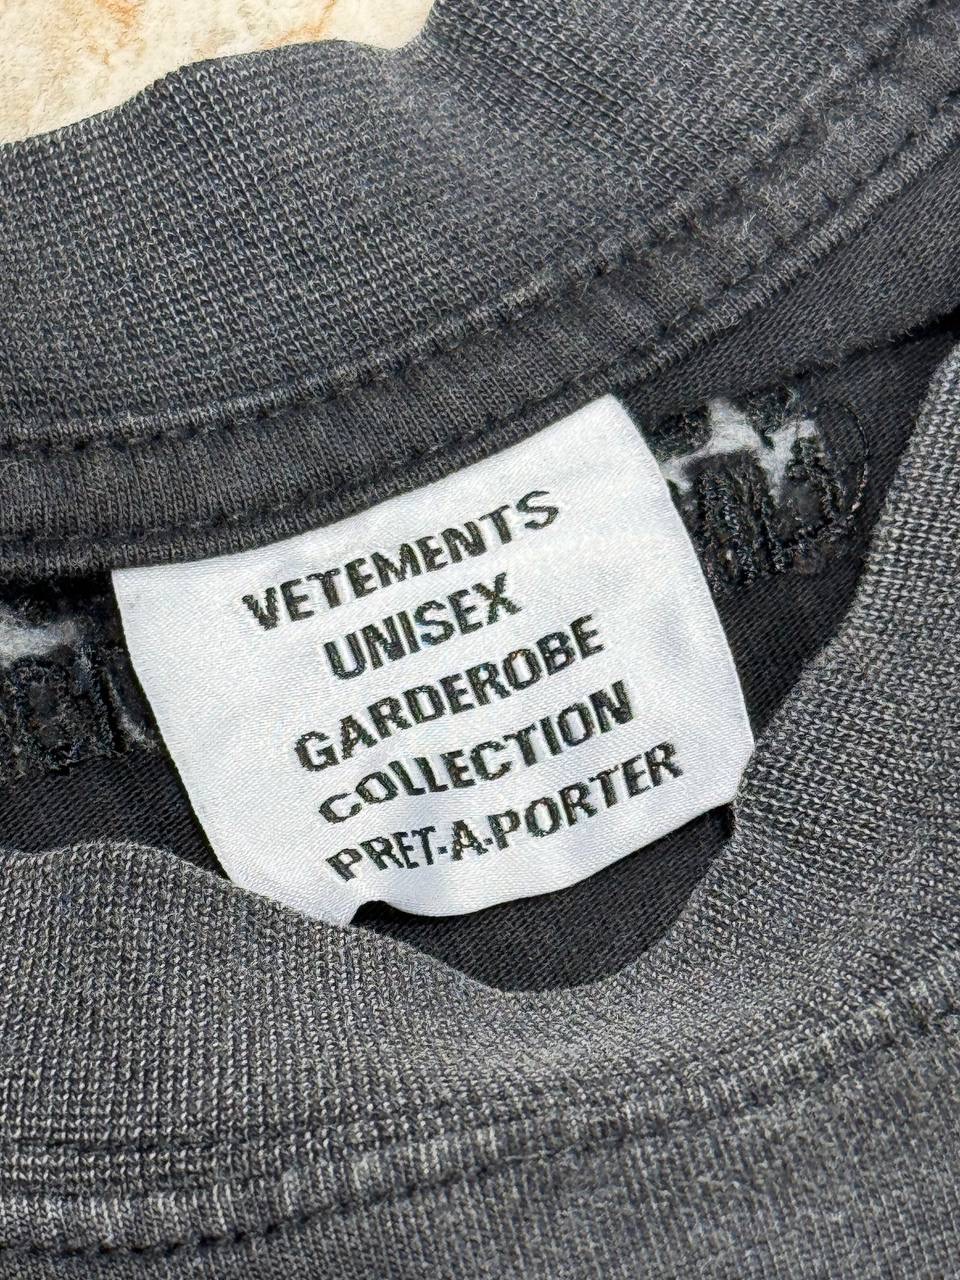 VETEMENTS
UNISEX
GARDEROBE
COLLECTION
PRET-A-PORTER